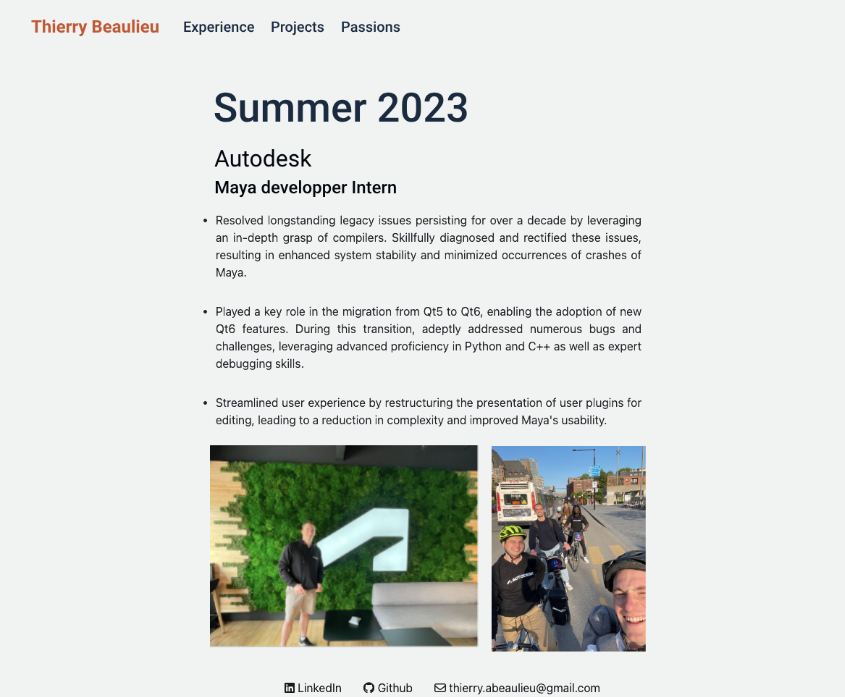 Thierry Beaulieu Experience Projects Passions
Summer 2023
Autodesk
Maya developper Intern
• Resolved longstanding legacy issues persisting for over a decade by leveraging
an in-depth grasp of compilers. Skillfully diagnosed and rectified these issues,
resulting in enhanced system stability and minimized occurrences of crashes of
Maya.
• Played a key role in the migration from Qt5 to Qt6, enabling the adoption of new
Qt6 features. During this transition, adeptly addressed numerous bugs and
challenges, leveraging advanced proficiency in Python and C++ as well as expert
debugging skills.
• Streamlined user experience by restructuring the presentation of user plugins for
editing, leading to a reduction in complexity and improved Maya's usability.
LinkedIn Github thierry.abeaulieu@gmail.com